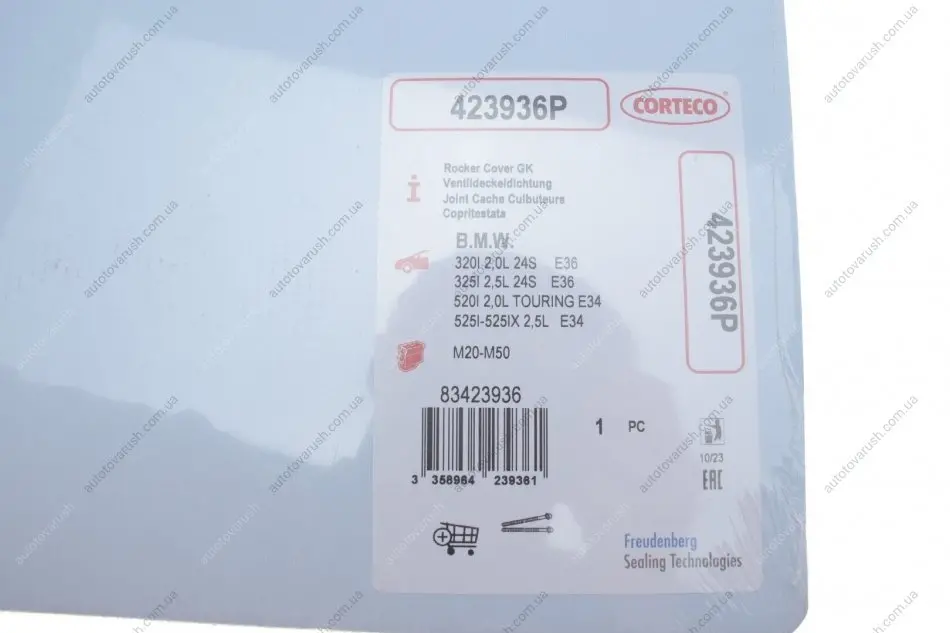 423936P
CORTECO
Rocker Cover GK
Ventildeckeldichtung
Joint Cache Culbuteurs
Copritestata
B.M.W.
320I 2,0L 24S E36
325I 2,5L 24S E36
520I 2,0L TOURING E34
525I-525IX 2,5L E34
M20-M50
423936P
83423936
3 358964 239361
1 PC
10/23
EAC
Freudenberg
Sealing Technologies
autotovarush.com.ua